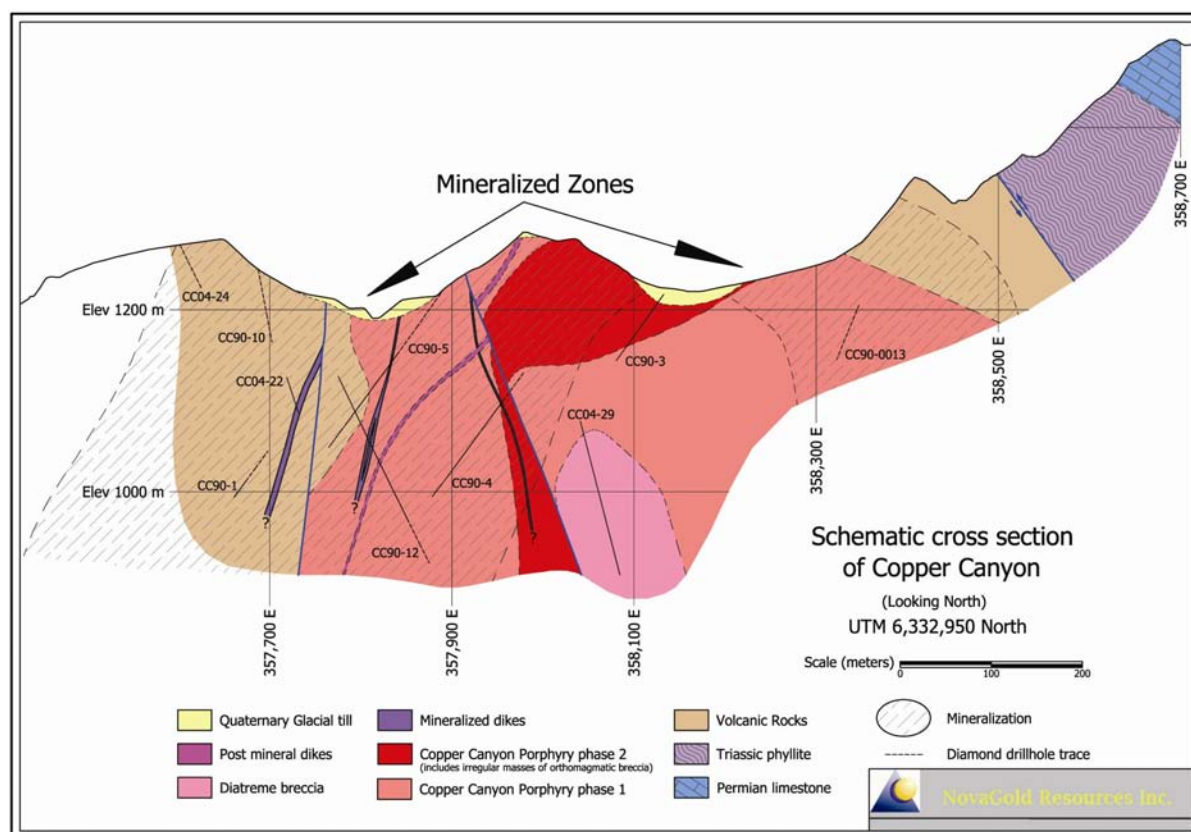 Mineralized Zones
CC04-24
Elev 1200 m
CC90-10
CC90-5
CC90-3
CC90-0013
CC04-22
CC04-29
CC90-1
CC90-4
Elev 1000 m
?
?
?
CC90-12
357,700 E
357,900 E
358,100 E
358,300 E
358,500 E
358,700 E
Schematic cross section
of Copper Canyon
(Looking North)
UTM 6,332,950 North
Scale (meters)
0 100 200
Quaternary Glacial till
Post mineral dikes
Diatreme breccia
Mineralized dikes
Copper Canyon Porphyry phase 2
(includes irregular masses of orthomagmatic breccia)
Copper Canyon Porphyry phase 1
Volcanic Rocks
Triassic phyllite
Permian limestone
Mineralization
Diamond drillhole trace
NovaGold Resources Inc.